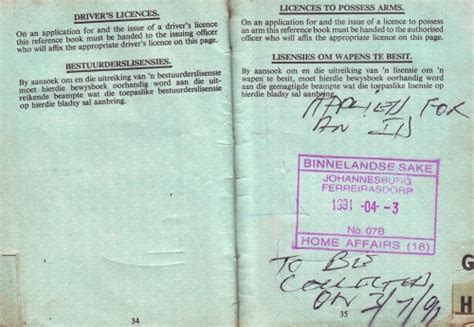 DRIVER'S LICENCES.
On an application for and the issue of a driver's licence
this reference book must be handed to the issuing officer
who will affix the appropriate driver's licence on this page.
BESTUURDERSLISENSIES.
By aansoek om en die uitreiking van 'n bestuurderslisensie
moet hierdie bewysboek oorhandig word aan die uit-
reikende beampte wat die toepaslike bestuurderslisensie
op hierdie bladsy sal aanbring.
34
LICENCES TO POSSESS ARMS.
On an application for and the issue of a licence to possess
an arm this reference book must be handed to the authorised
officer who will affix the appropriate licence on this page.
LISENSIES OM WAPENS TE BESIT.
By aansoek om en die uitreiking van 'n lisensie om 'n
wapen te besit, moet hierdie bewysboek oorhandig word aan
die gemagtigde beampte wat die toepaslike lisensie op
hierdie bladsy sal aanbring.
APPLIED FOR
AN ID
BINNELANDSE SAKE
JOHANNESBURG
FERREIRASDORP
1991 -04- -3
No. 07B
HOME AFFAIRS (16)
TO BE
COLLECTED
ON 3/7/91
35
G
H